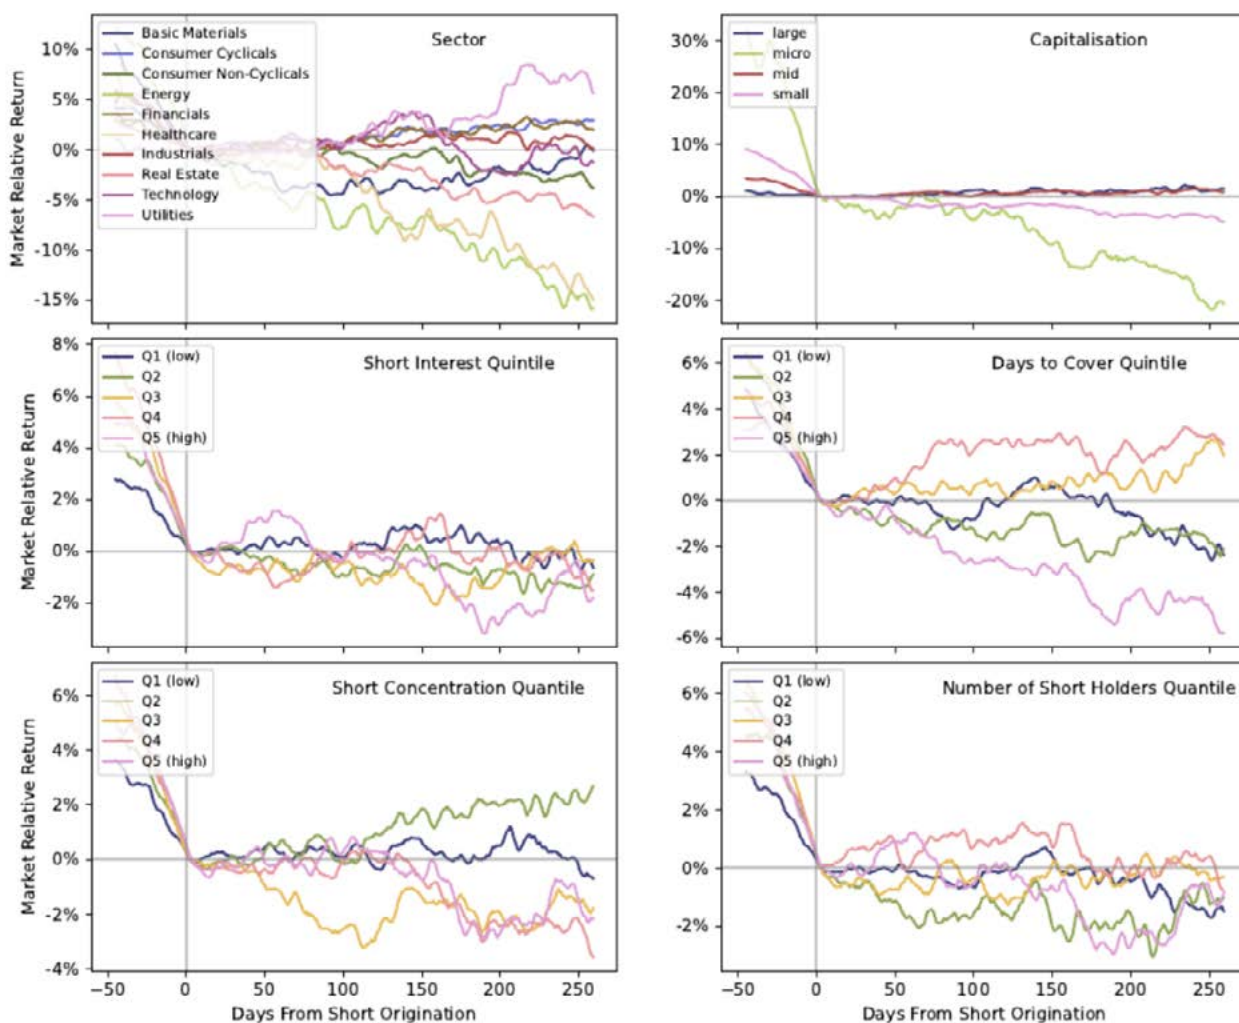 Sector
Market Relative Return
10%
5%
0%
-5%
-10%
-15%
Basic Materials
Consumer Cyclicals
Consumer Non-Cyclicals
Energy
Financials
Healthcare
Industrials
Real Estate
Technology
Utilities
Capitalisation
30%
20%
10%
0%
-10%
-20%
large
micro
mid
small
Short Interest Quintile
Market Relative Return
8%
6%
4%
2%
0%
-2%
Q1 (low)
Q2
Q3
Q4
Q5 (high)
Days to Cover Quintile
6%
4%
2%
0%
-2%
-4%
-6%
Q1 (low)
Q2
Q3
Q4
Q5 (high)
Short Concentration Quantile
Market Relative Return
6%
4%
2%
0%
-2%
-4%
Q1 (low)
Q2
Q3
Q4
Q5 (high)
−50 0 50 100 150 200 250
Days From Short Origination
Number of Short Holders Quantile
6%
4%
2%
0%
-2%
Q1 (low)
Q2
Q3
Q4
Q5 (high)
−50 0 50 100 150 200 250
Days From Short Origination